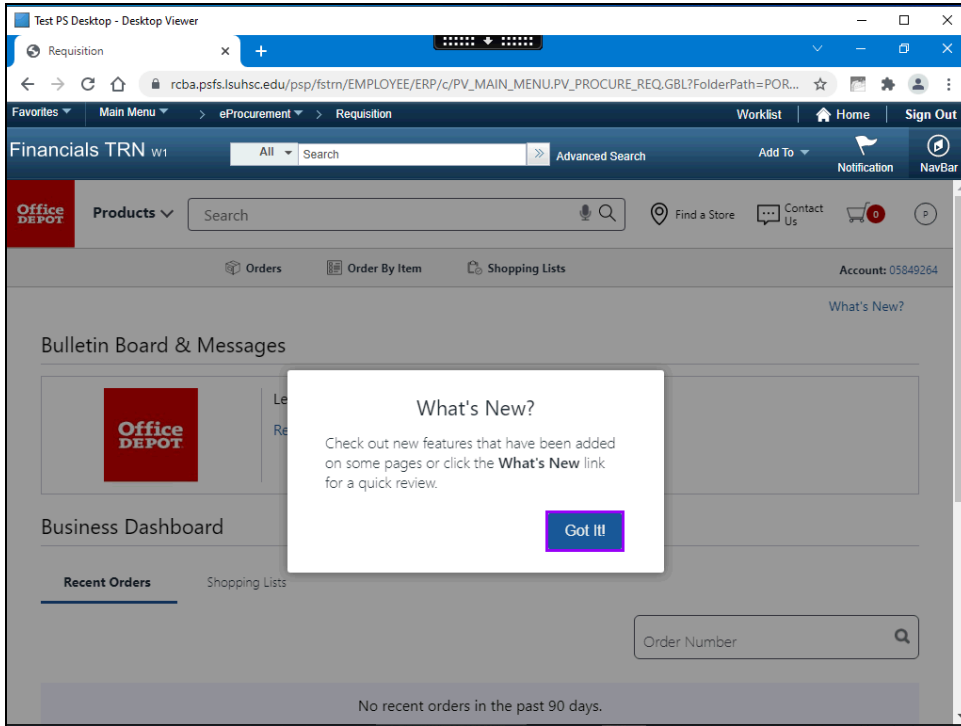 Test PS Desktop - Desktop Viewer
Requisition
rcba.psfs.lsuhsc.edu/psp/fstrn/EMPLOYEE/ERP/c/PV_MAIN_MENU.PV_PROCURE_REQ.GBL?FolderPath=POR...
Favorites Main Menu > eProcurement > Requisition Worklist Home Sign Out
Financials TRN W1 All Search Advanced Search Add To Notification NavBar
Office DEPOT Products Search Find a Store Contact Us 0 P
Orders Order By Item Shopping Lists Account: 05849264
What's New?
Bulletin Board & Messages
Le
Office
DEPOT
Re
What's New?
Check out new features that have been added
on some pages or click the What's New link
for a quick review.
Got It!
Business Dashboard
Recent Orders Shopping Lists
Order Number
No recent orders in the past 90 days.